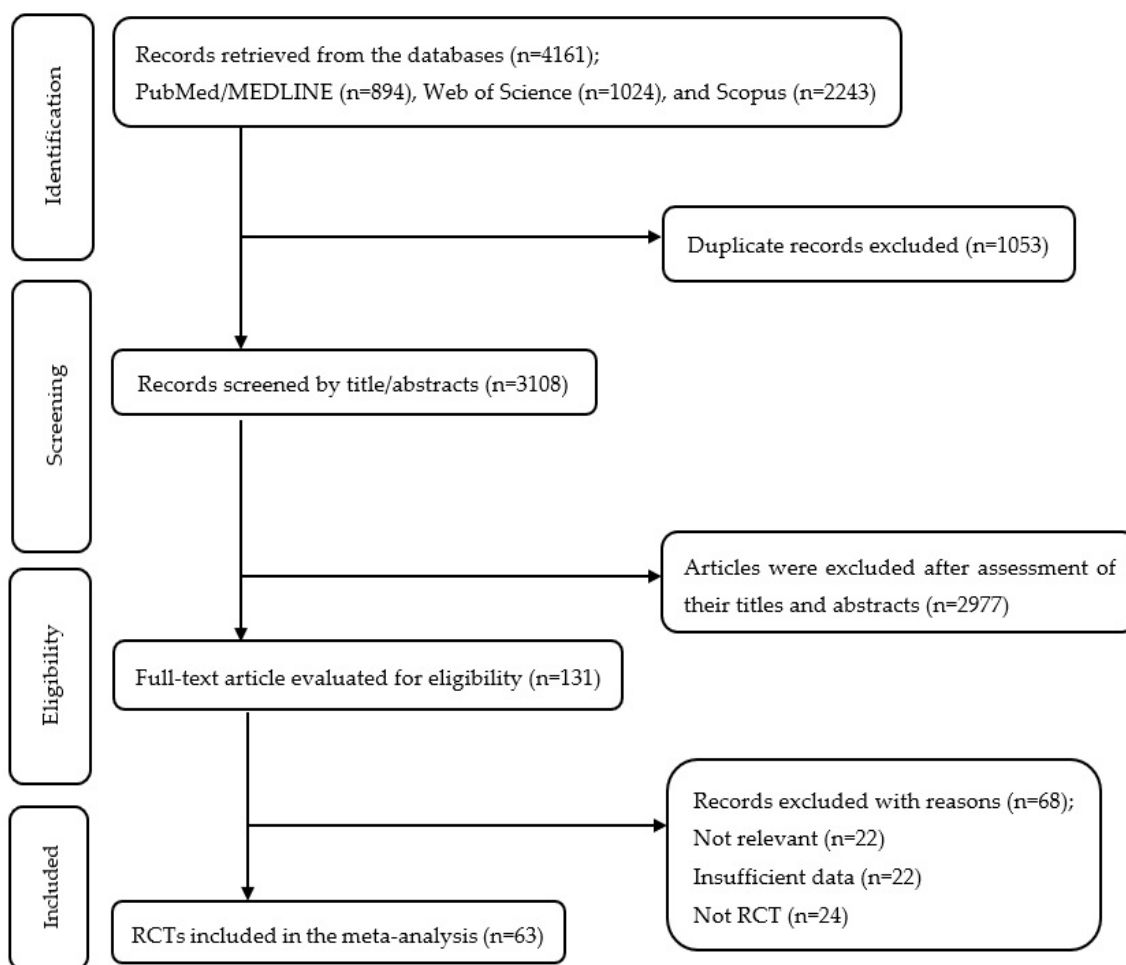 Identification
Records retrieved from the databases (n=4161);
PubMed/MEDLINE (n=894), Web of Science (n=1024), and Scopus (n=2243)
Duplicate records excluded (n=1053)
Screening
Records screened by title/abstracts (n=3108)
Articles were excluded after assessment of
their titles and abstracts (n=2977)
Eligibility
Full-text article evaluated for eligibility (n=131)
Included
Records excluded with reasons (n=68);
Not relevant (n=22)
Insufficient data (n=22)
Not RCT (n=24)
RCTs included in the meta-analysis (n=63)